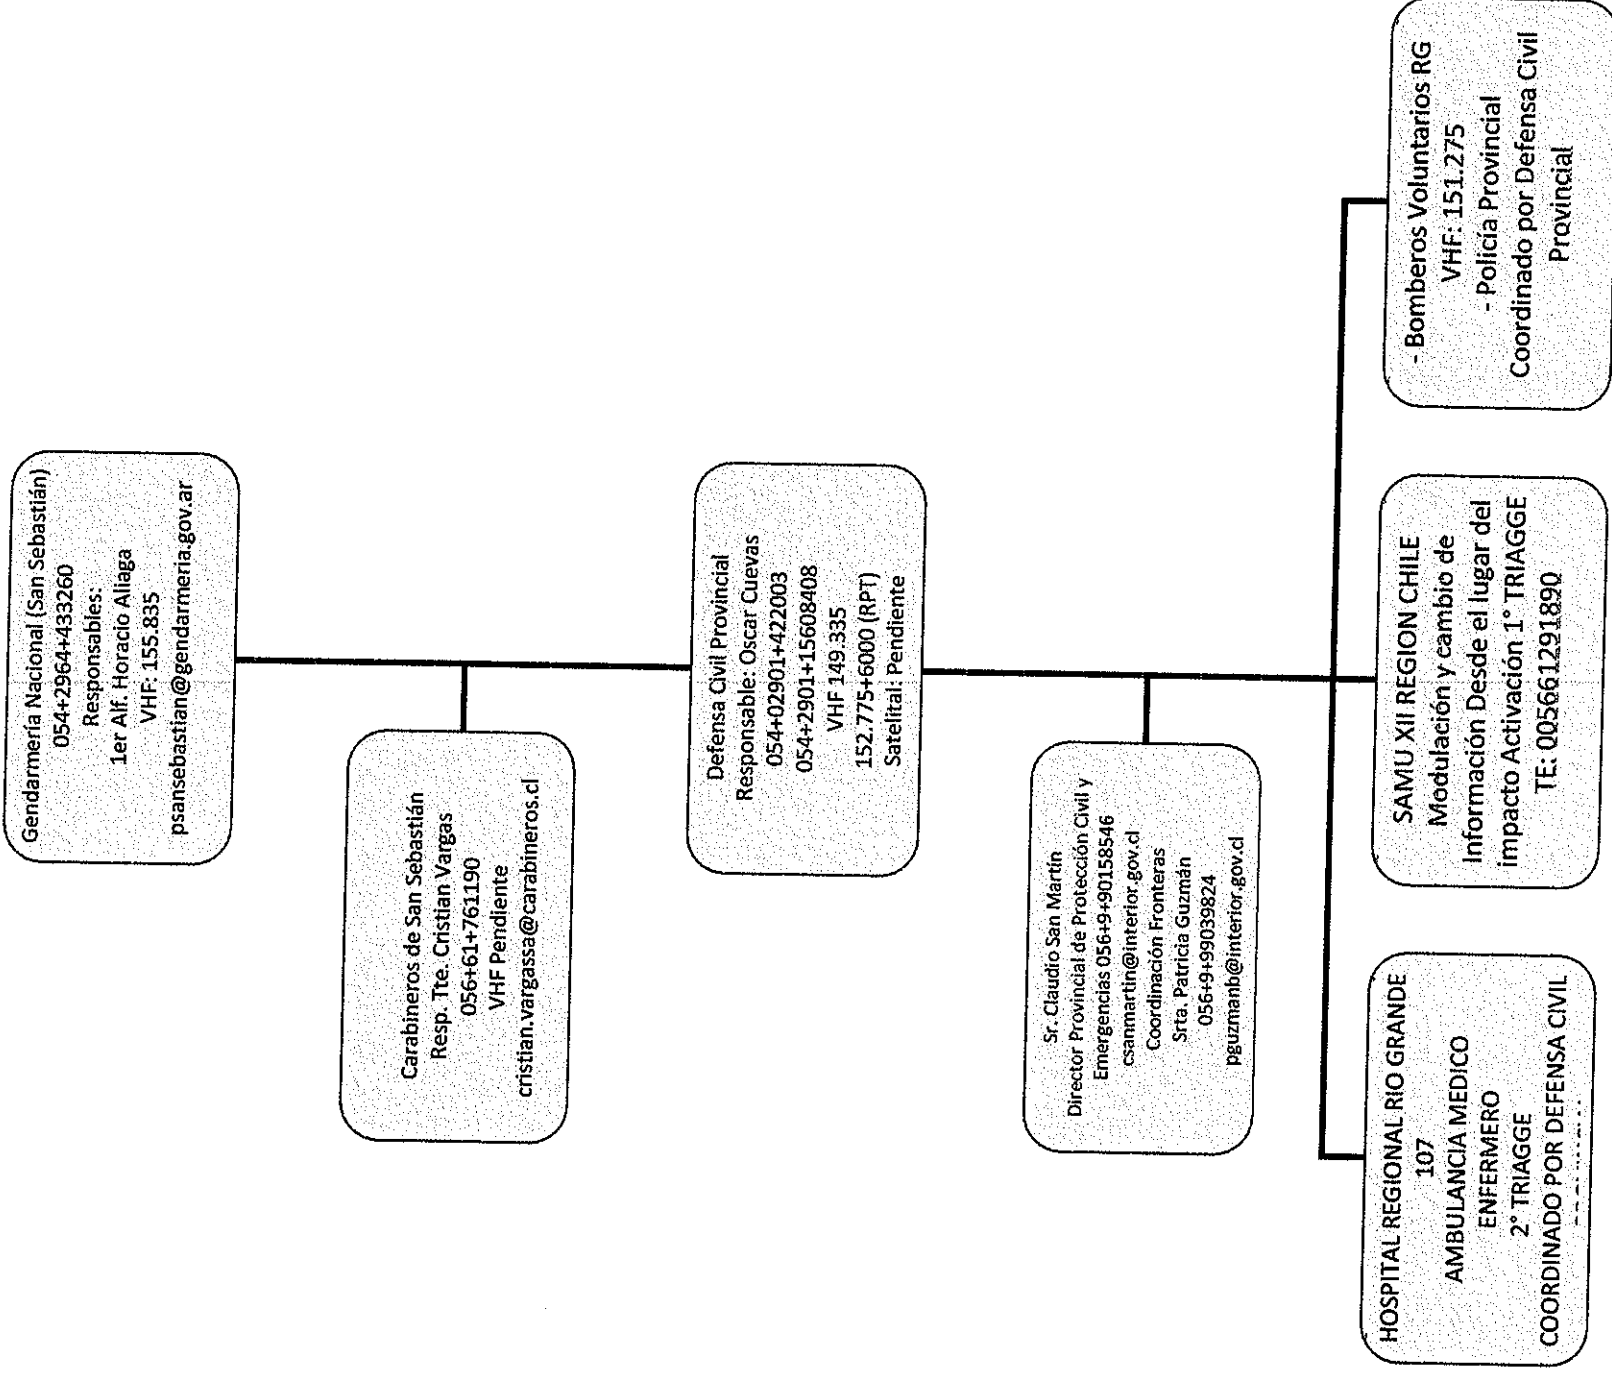 Gendarmería Nacional (San Sebastián)
054+2964+433260
Responsables:
1er Alf. Horacio Aliaga
VHF: 155.835
psansebastian@gendarmeria.gov.ar
Carabineros de San Sebastián
Resp. Tte. Cristian Vargas
056+61+761190
VHF Pendiente
cristian.vargassa@carabineros.cl
Defensa Civil Provincial
Responsable: Oscar Cuevas
054+02901+422003
054+2901+15608408
VHF 149.335
152.775+6000 (RPT)
Satelital: Pendiente
Sr. Claudio San Martin
Director Provincial de Protección Civil y
Emergencias 056+9+90158546
csanmartin@interior.gov.cl
Coordinación Fronteras
Srta. Patricia Guzmán
056+9+99039824
pguzmanb@interior.gov.cl
HOSPITAL REGIONAL RIO GRANDE
107
AMBULANCIA MEDICO
ENFERMERO
2° TRIAGGE
COORDINADO POR DEFENSA CIVIL
SAMU XII REGION CHILE
Modulación y cambio de
Información Desde el lugar del
impacto Activación 1° TRIAGGE
TE: 005661291890
- Bomberos Voluntarios RG
VHF: 151.275
- Policía Provincial
Coordinado por Defensa Civil
Provincial